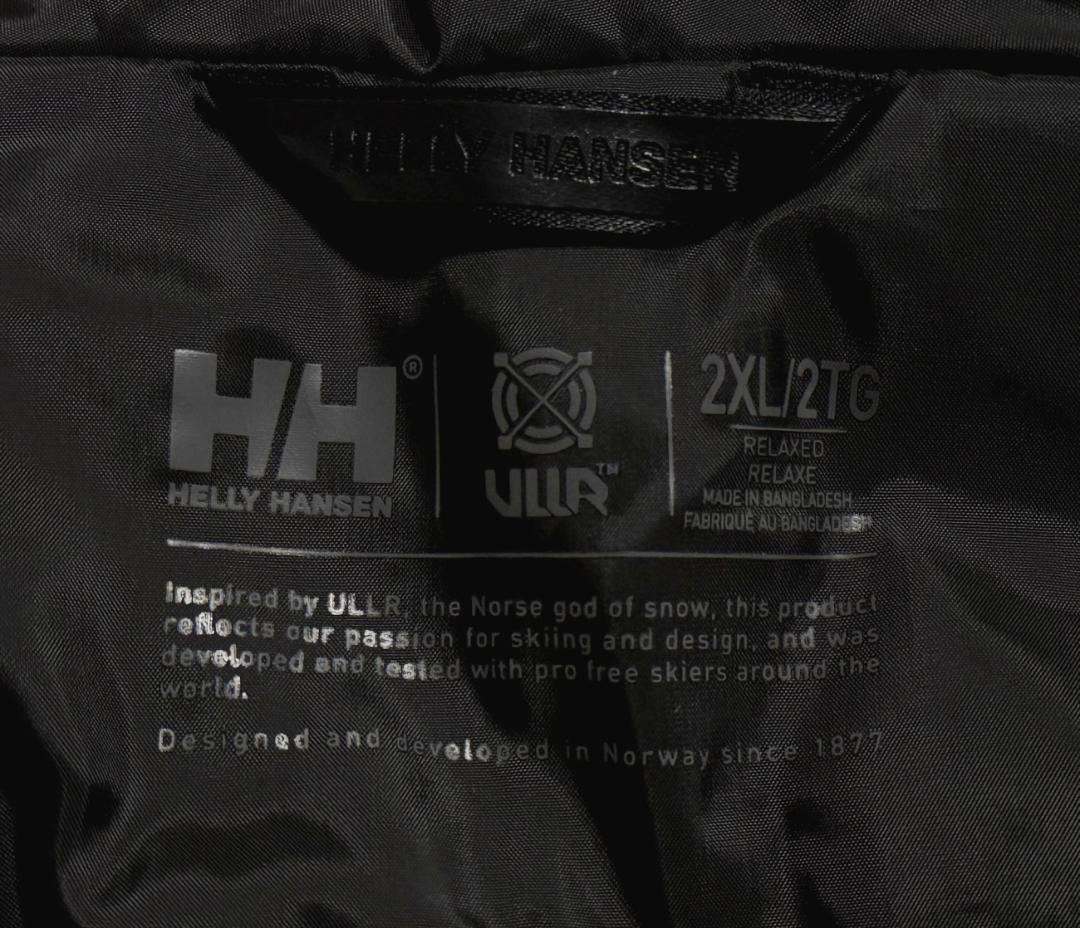 HELLY HANSEN
H/H®
HELLY HANSEN
ULLR™
2XL/2TG
RELAXED
RELAXE
MADE IN BANGLADESH
FABRIQUÉ AU BANGLADESH
Inspired by ULLR, the Norse god of snow, this product
reflects our passion for skiing and design, and was
developed and tested with pro free skiers around the
world.
Designed and developed in Norway since 1877